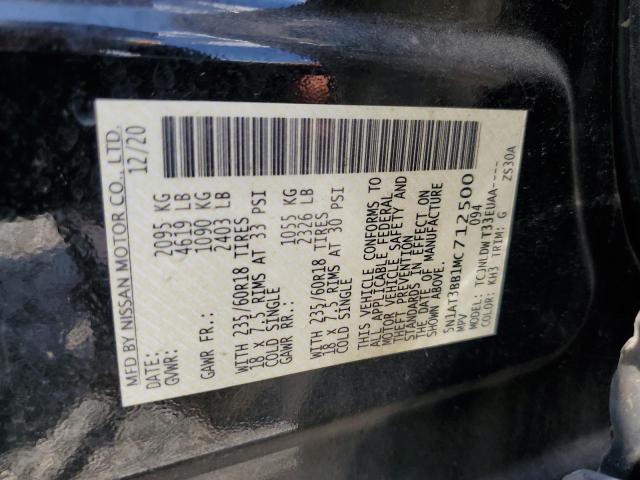 MFD BY NISSAN MOTOR CO., LTD.
DATE: 12/20
GVWR: 2095 KG
4619 LB
GAWR FR.: 1090 KG
2403 LB
WITH 235/60R18 TIRES
18 X 7.5 RIMS AT 33 PSI
COLD SINGLE
GAWR RR.: 1055 KG
2326 LB
WITH 235/60R18 TIRES
18 X 7.5 RIMS AT 30 PSI
COLD SINGLE
THIS VEHICLE CONFORMS TO
ALL APPLICABLE FEDERAL
MOTOR VEHICLE SAFETY AND
THEFT PREVENTION
STANDARDS IN EFFECT ON
THE DATE OF MANUFACTURE
SHOWN ABOVE.
5N1AT3BB1MC712500
MPV 094
MODEL: TCJNLDWT33EUAA----
COLOR: KH3 TRIM: G ZS30A